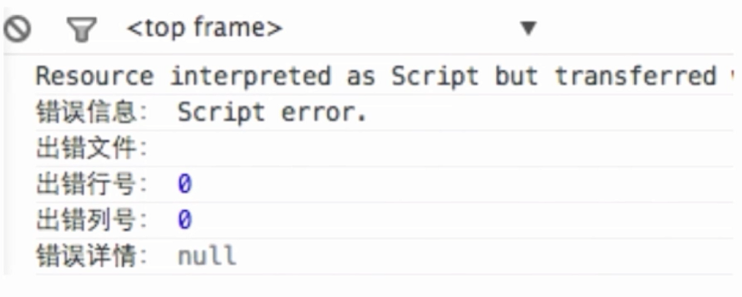 <top frame>
Resource interpreted as Script but transferred
错误信息： Script error.
出错文件：
出错行号： 0
出错列号： 0
错误详情： null